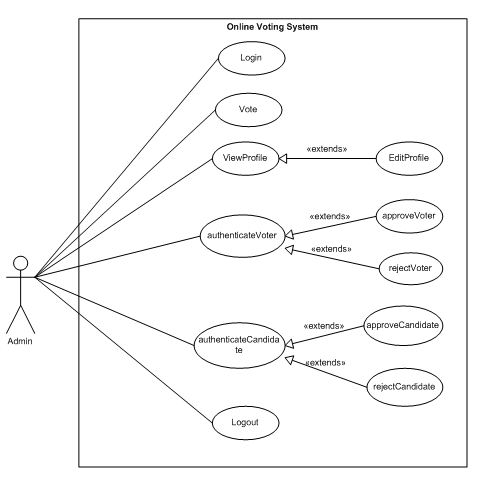 Online Voting System
Login
Vote
ViewProfile
«extends»
EditProfile
authenticateVoter
«extends»
approveVoter
«extends»
rejectVoter
Admin
authenticateCandida
te
«extends»
approveCandidate
«extends»
rejectCandidate
Logout